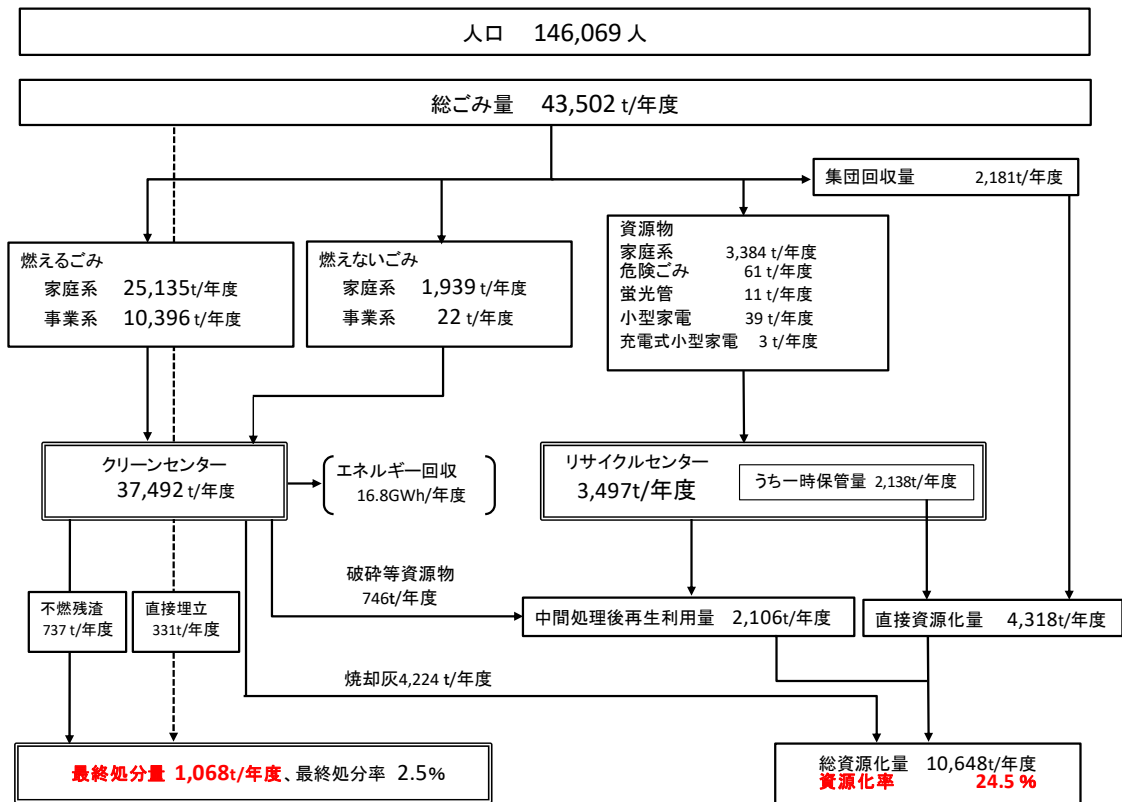 人口 146,069 人
総ごみ量 43,502 t/年度
集団回収量 2,181t/年度
燃えるごみ
家庭系 25,135t/年度
事業系 10,396 t/年度
燃えないごみ
家庭系 1,939 t/年度
事業系 22 t/年度
資源物
家庭系 3,384 t/年度
危険ごみ 61 t/年度
蛍光管 11 t/年度
小型家電 39 t/年度
充電式小型家電 3 t/年度
クリーンセンター
37,492 t/年度
エネルギー回収
16.8GWh/年度
リサイクルセンター
3,497t/年度
うち一時保管量 2,138t/年度
破砕等資源物
746t/年度
不燃残渣
737 t/年度
直接埋立
331t/年度
中間処理後再生利用量 2,106t/年度
直接資源化量 4,318t/年度
焼却灰4,224 t/年度
最終処分量 1,068t/年度、最終処分率 2.5%
総資源化量 10,648t/年度
資源化率 24.5 %